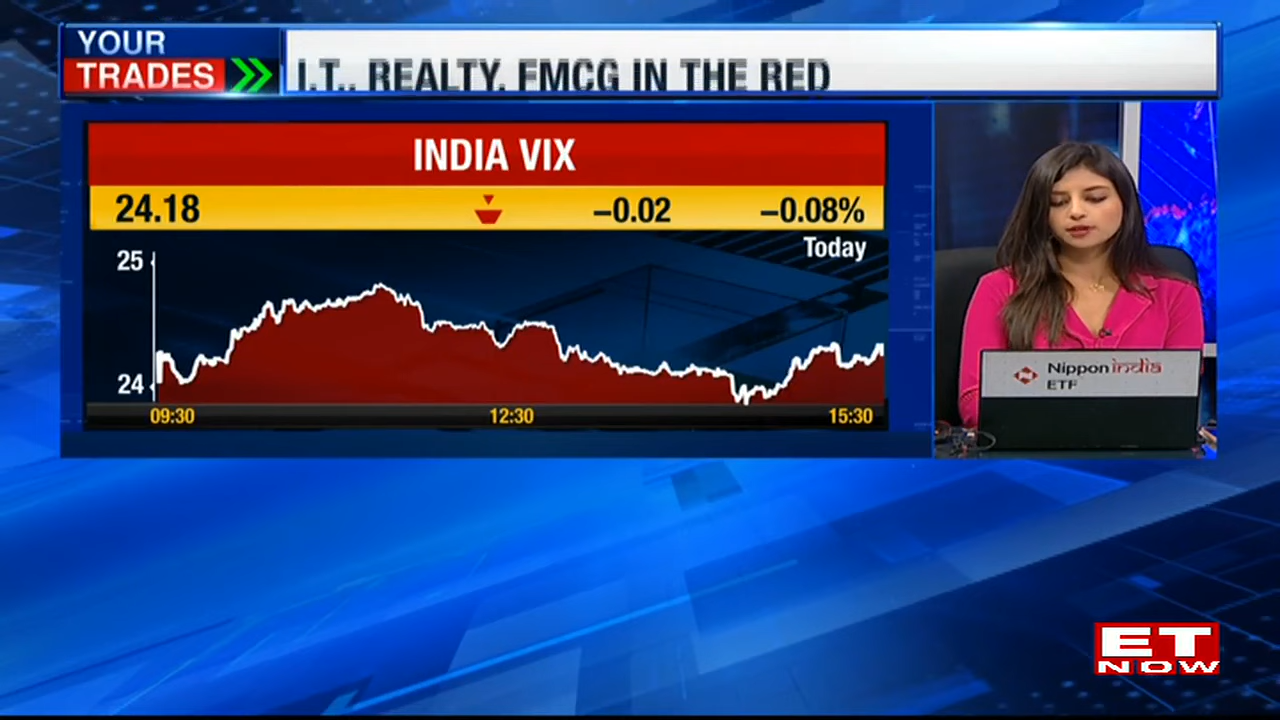 YOUR
TRADES
I.T., REALTY, FMCG IN THE RED
INDIA VIX
24.18 –0.02 –0.08%
Today
25
24
09:30 12:30 15:30
Nippon india
ETF
ET
NOW